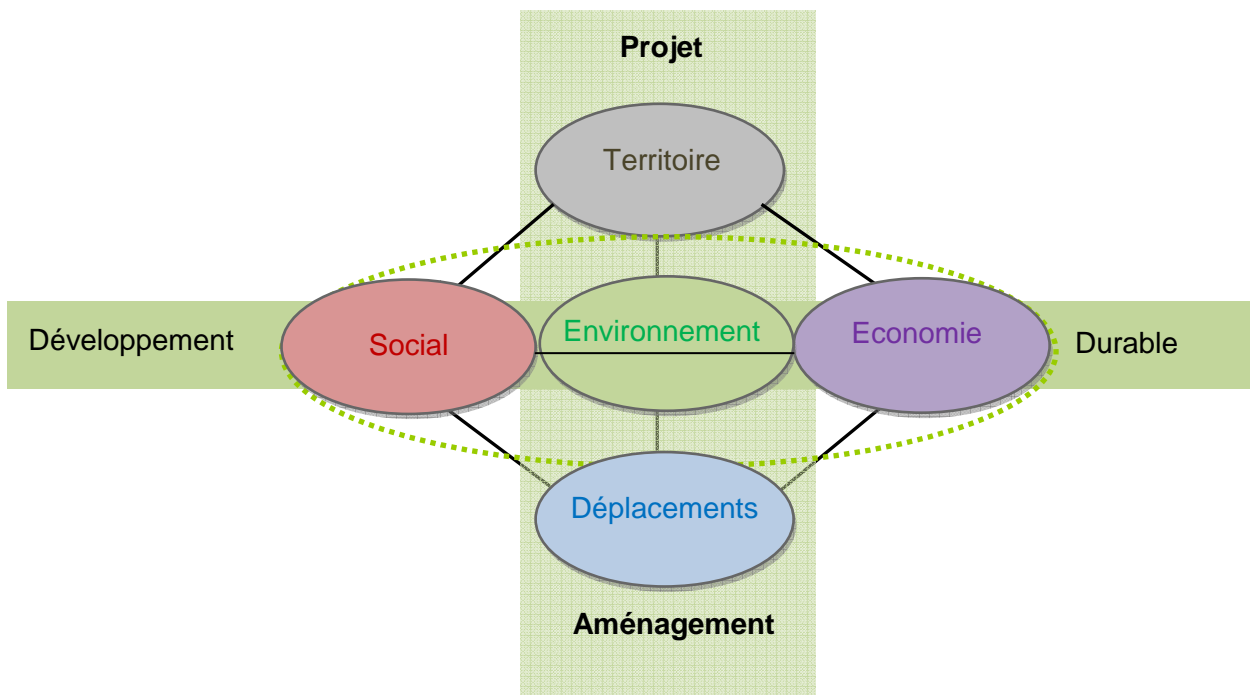 Projet
Territoire
Développement
Social
Environnement
Economie
Durable
Déplacements
Aménagement